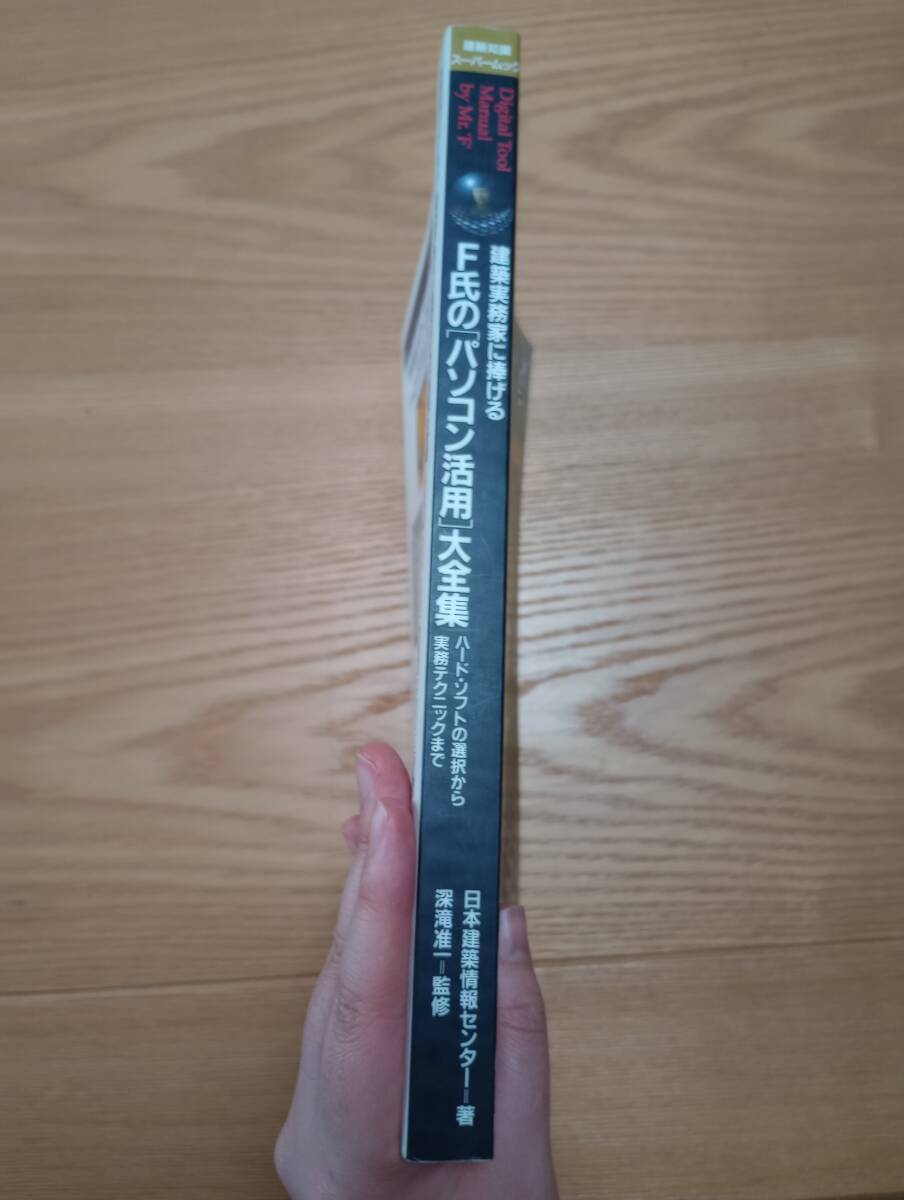 建築知識
スーパームック
Digital Tool
Manual
by Mr. 'F'
建築実務家に捧げる
F氏の[パソコン活用]大全集
ハード・ソフトの選択から
実務テクニックまで
日本建築情報センター=著
深滝准一=監修